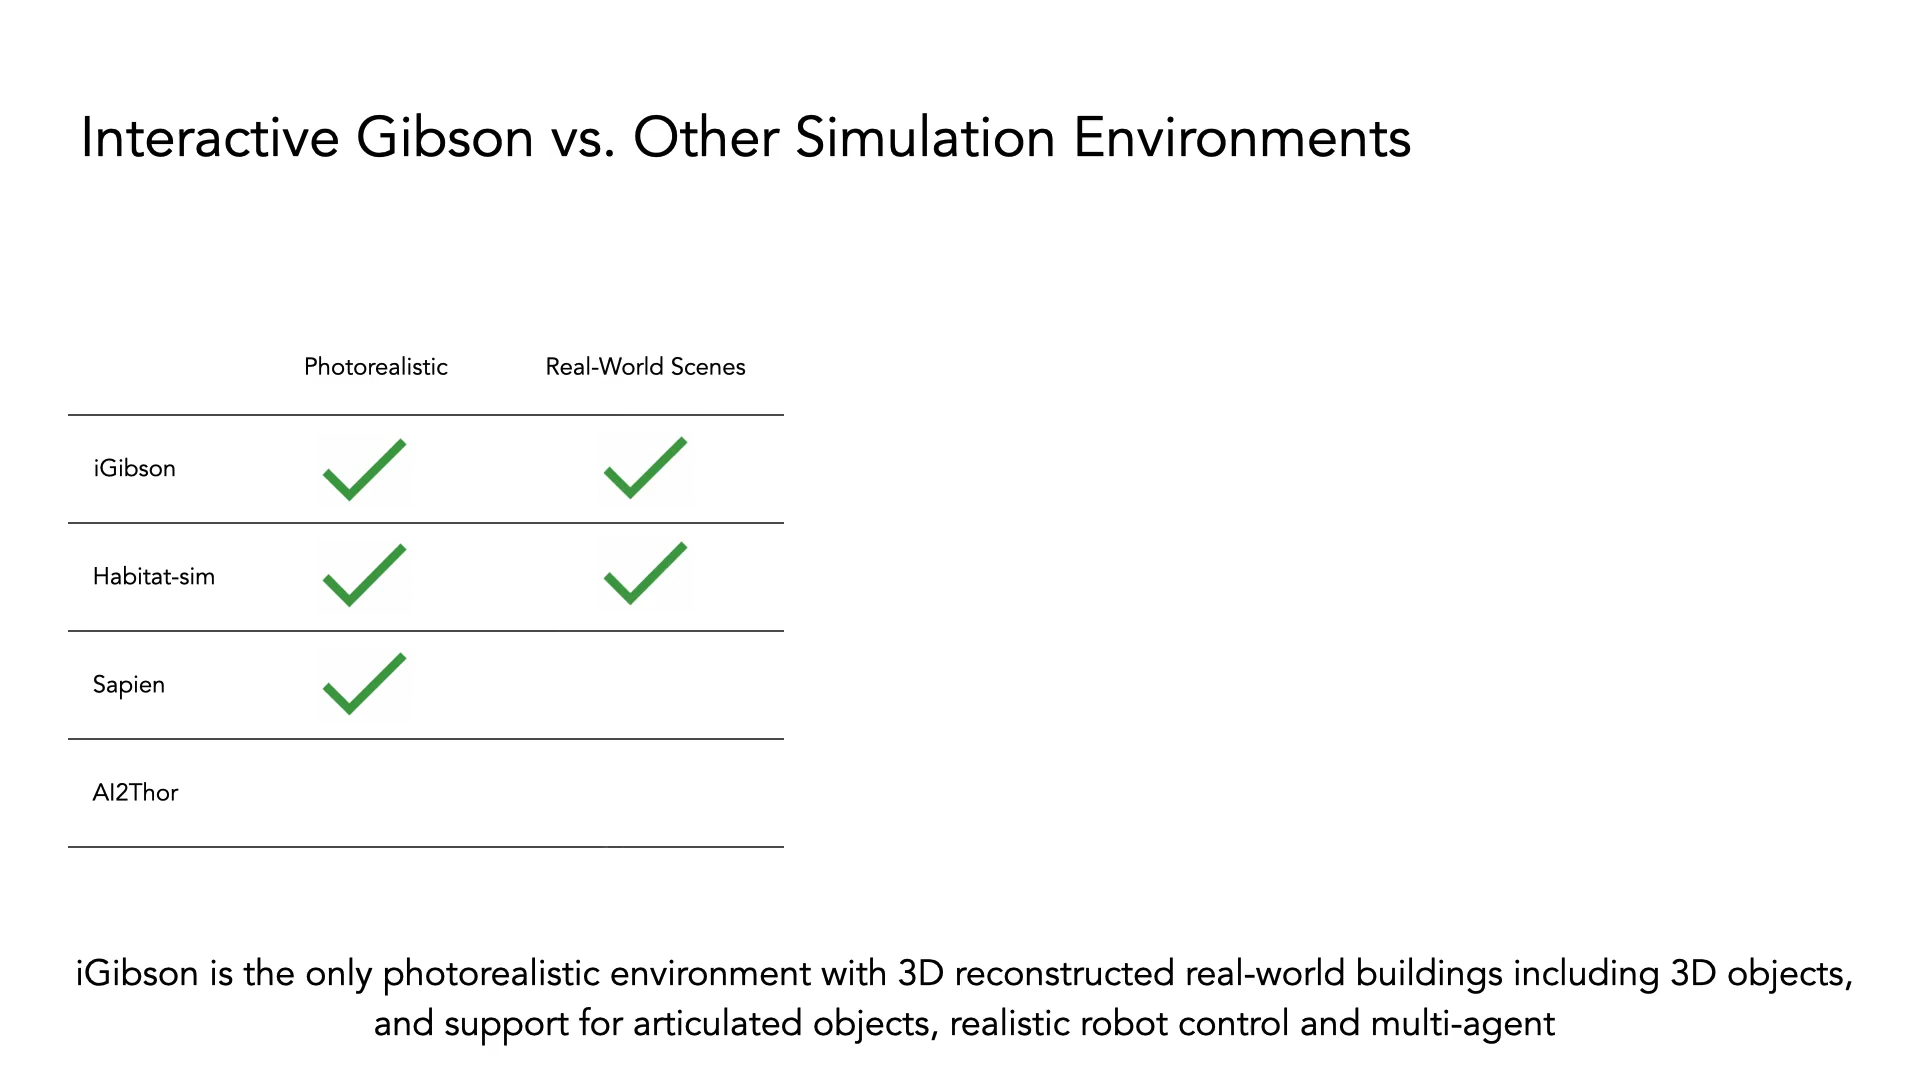 Interactive Gibson vs. Other Simulation Environments
Photorealistic Real-World Scenes
iGibson
Habitat-sim
Sapien
AI2Thor
iGibson is the only photorealistic environment with 3D reconstructed real-world buildings including 3D objects,
and support for articulated objects, realistic robot control and multi-agent